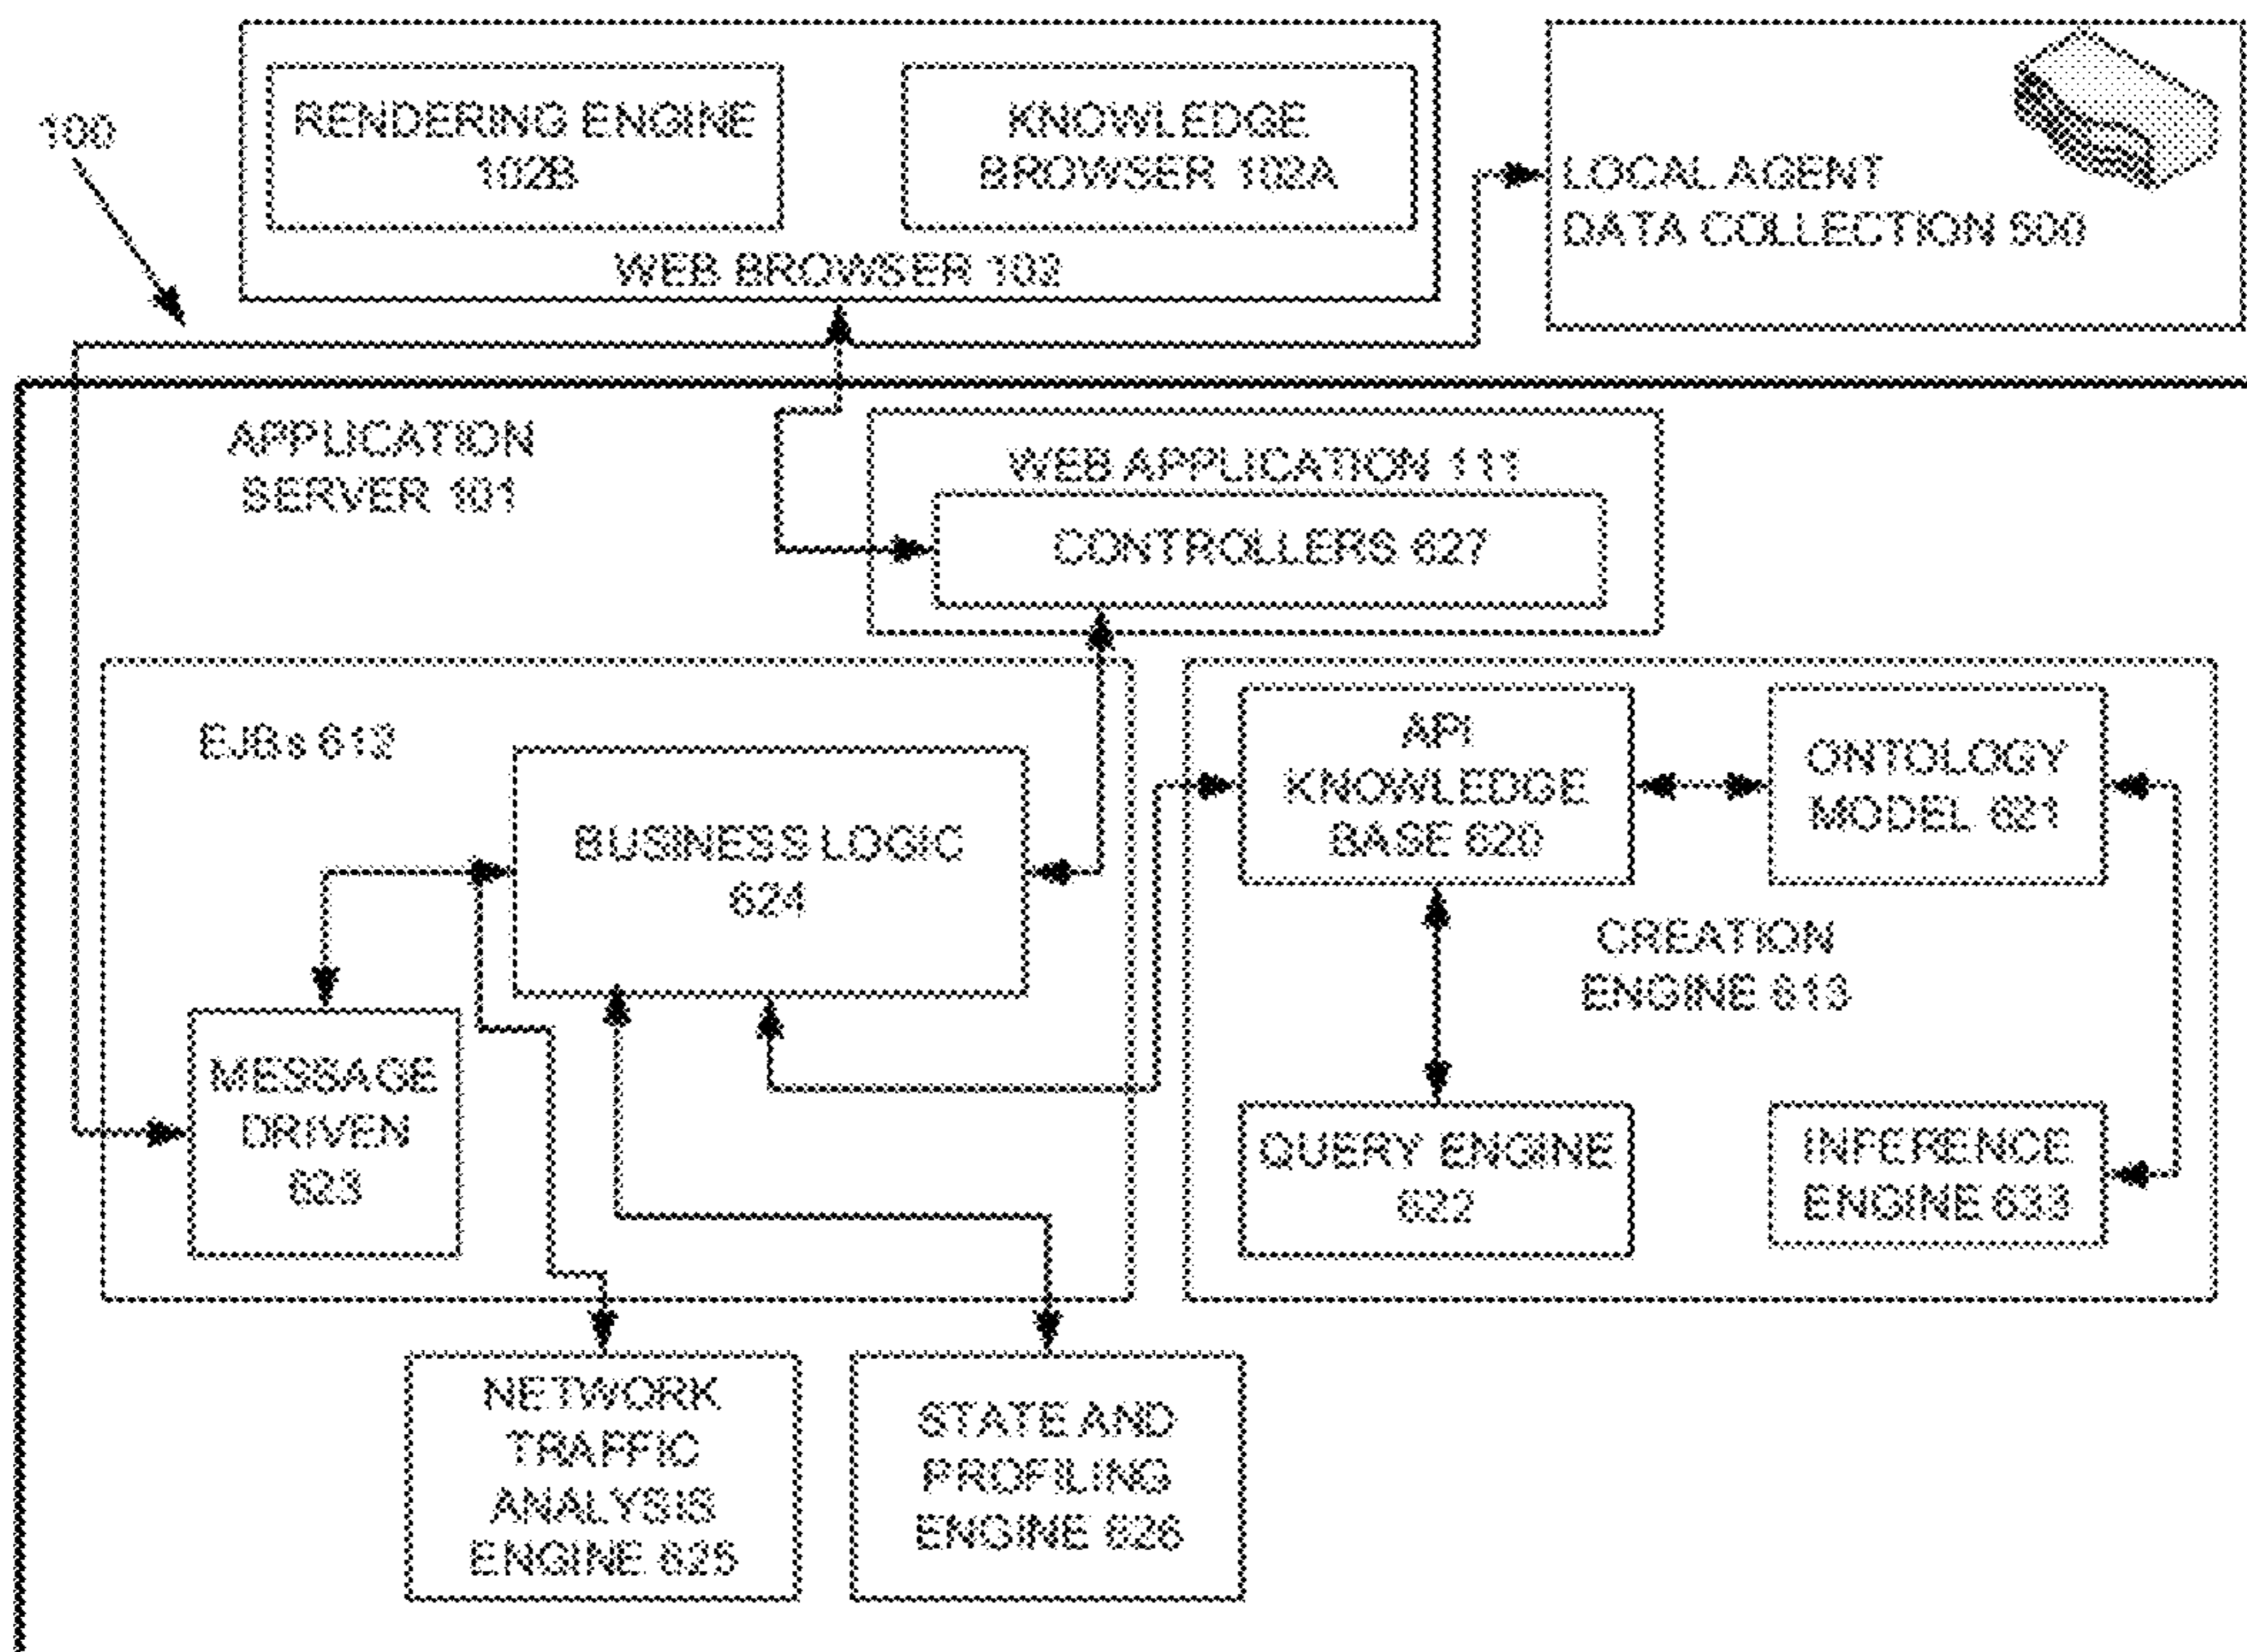 100
RENDERING ENGINE
102B
KNOWLEDGE
BROWSER 102A
WEB BROWSER 102
LOCAL AGENT
DATA COLLECTION 500
APPLICATION
SERVER 101
WEB APPLICATION 111
CONTROLLERS 627
EJBs 612
BUSINESS LOGIC
624
MESSAGE
DRIVEN
623
API
KNOWLEDGE
BASE 620
ONTOLOGY
MODEL 621
CREATION
ENGINE 613
QUERY ENGINE
622
INFERENCE
ENGINE 633
NETWORK
TRAFFIC
ANALYSIS
ENGINE 625
STATE AND
PROFILING
ENGINE 626